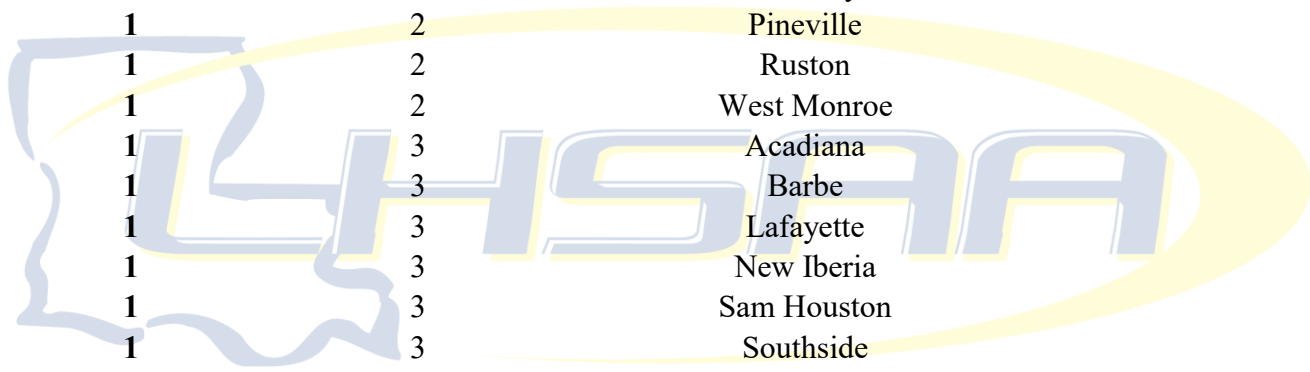 1 2 Pineville
1 2 Ruston
1 2 West Monroe
1 3 Acadiana
1 3 Barbe
1 3 Lafayette
1 3 New Iberia
1 3 Sam Houston
1 3 Southside
LHSAA